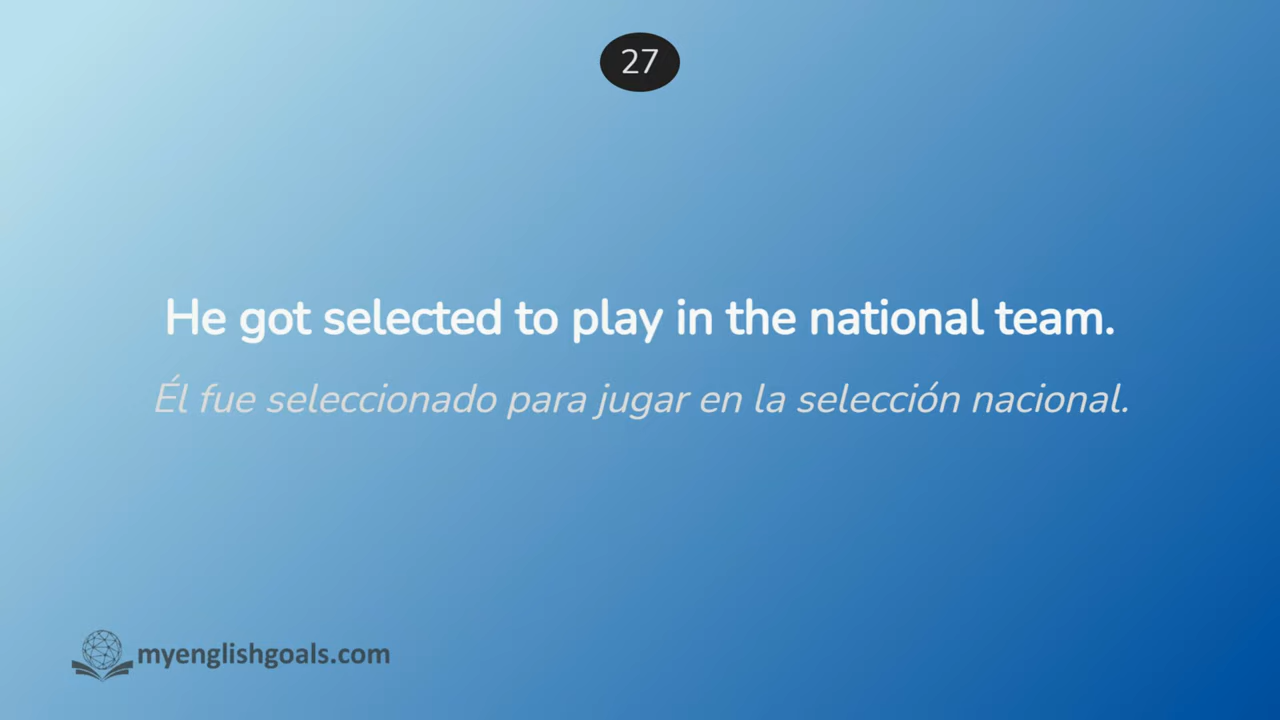 27
He got selected to play in the national team.
Él fue seleccionado para jugar en la selección nacional.
myenglishgoals.com